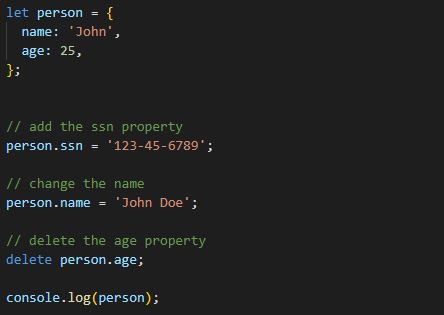 let person = {
  name: 'John',
  age: 25,
};
// add the ssn property
person.ssn = '123-45-6789';
// change the name
person.name = 'John Doe';
// delete the age property
delete person.age;
console.log(person);